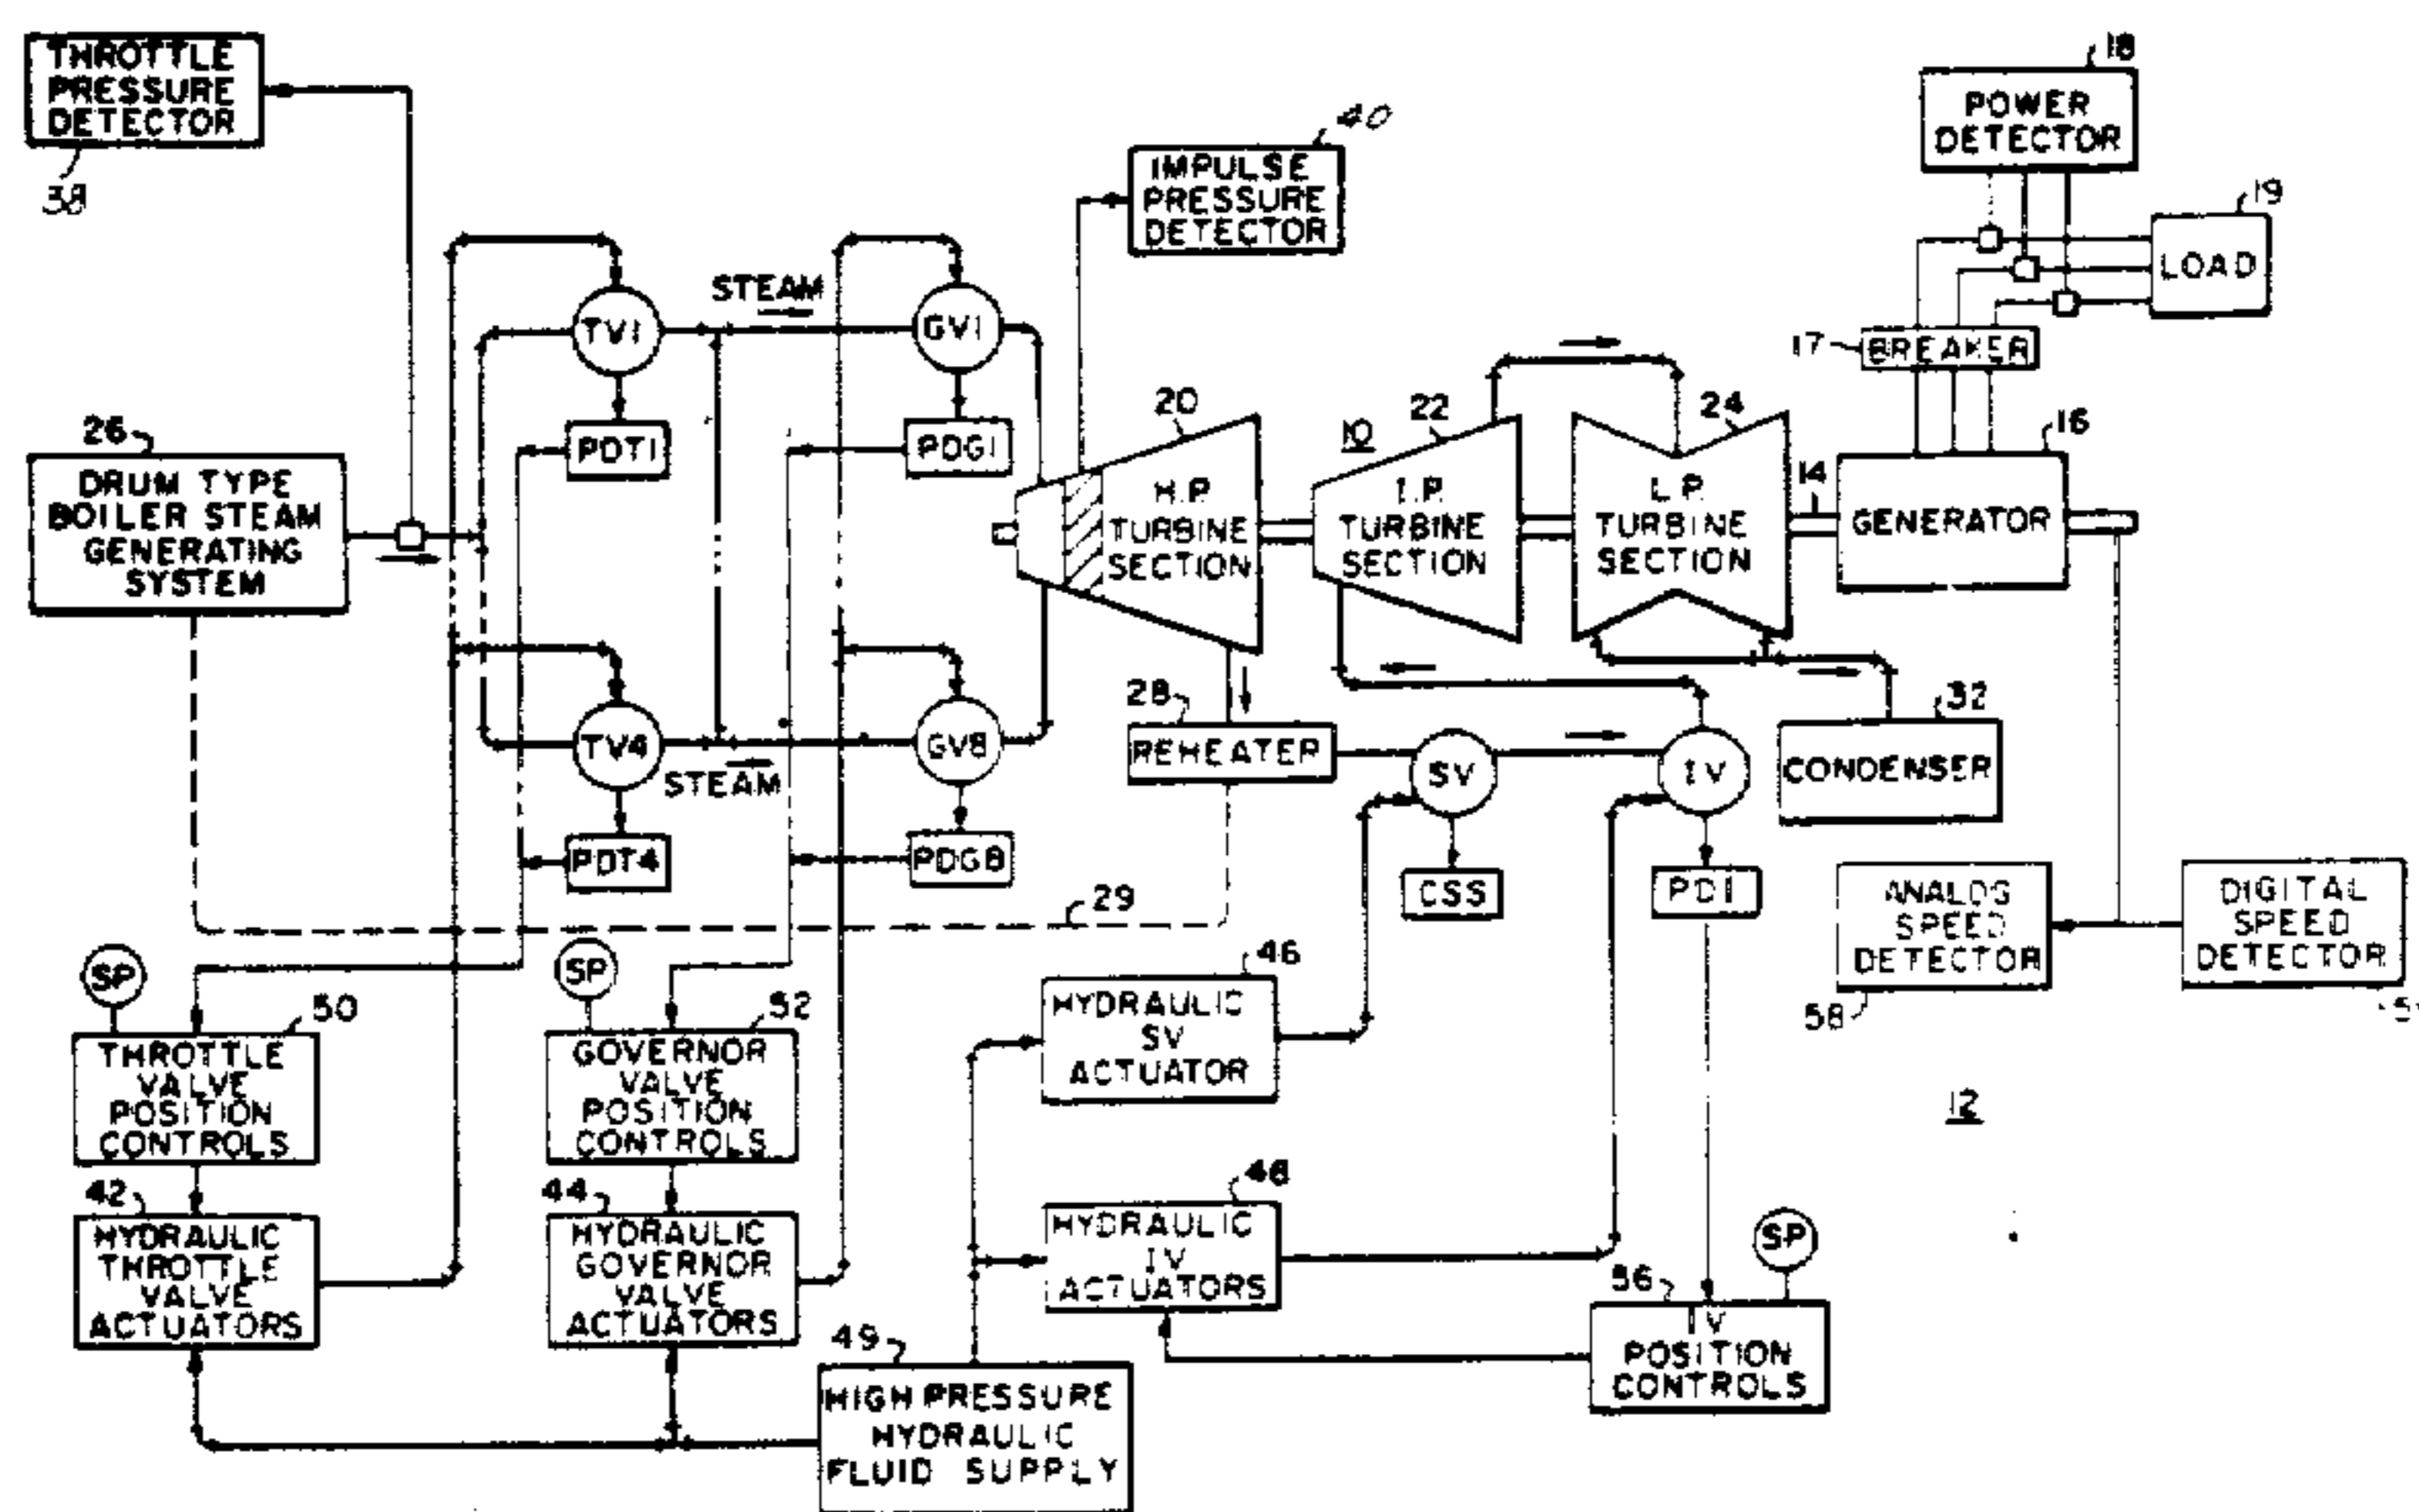 THROTTLE
PRESSURE
DETECTOR
38
IMPULSE
PRESSURE
DETECTOR
40
POWER
DETECTOR
18
LOAD
19
BREAKER
17
TV1
STEAM
GV1
PDT1
PDG1
26
DRUM TYPE
BOILER STEAM
GENERATING
SYSTEM
20
H.P.
TURBINE
SECTION
10
22
I.P.
TURBINE
SECTION
24
L.P.
TURBINE
SECTION
14
16
GENERATOR
TV4
STEAM
GV8
PDT4
PDG8
28
REHEATER
SV
IV
32
CONDENSER
CSS
PDI
29
ANALOG
SPEED
DETECTOR
58
DIGITAL
SPEED
DETECTOR
SP
50
THROTTLE
VALVE
POSITION
CONTROLS
SP
52
GOVERNOR
VALVE
POSITION
CONTROLS
46
HYDRAULIC
SV
ACTUATOR
12
42
HYDRAULIC
THROTTLE
VALVE
ACTUATORS
44
HYDRAULIC
GOVERNOR
VALVE
ACTUATORS
48
HYDRAULIC
IV
ACTUATORS
SP
56
IV
POSITION
CONTROLS
49
HIGH PRESSURE
HYDRAULIC
FLUID SUPPLY